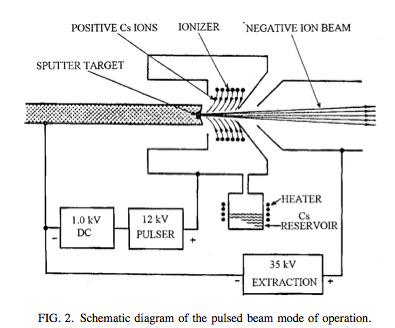 POSITIVE Cs IONS
IONIZER
NEGATIVE ION BEAM
SPUTTER TARGET
HEATER
Cs
RESERVOIR
1.0 kV
DC
-
12 kV
PULSER
+
35 kV
EXTRACTION
-
+
FIG. 2. Schematic diagram of the pulsed beam mode of operation.